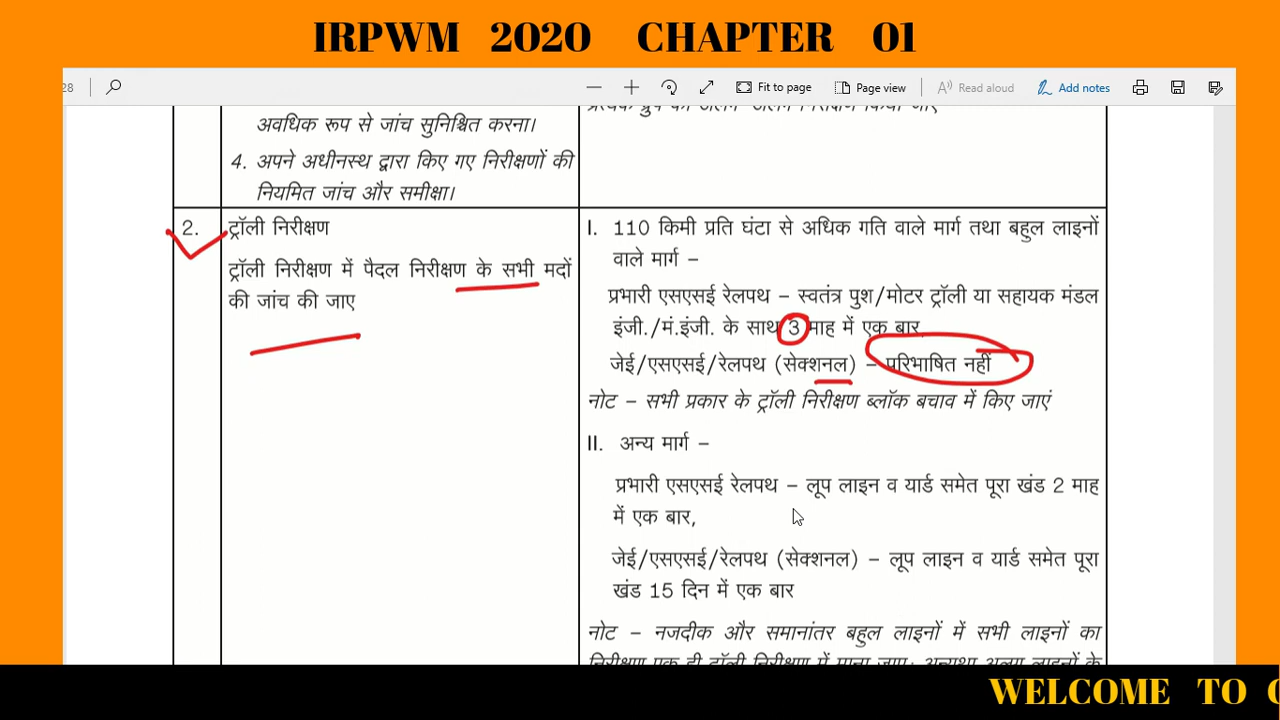 IRPWM 2020 CHAPTER 01
28 Fit to page Page view Read aloud Add notes
अवधिक रूप से जांच सुनिश्चित करना।
4. अपने अधीनस्थ द्वारा किए गए निरीक्षणों की
नियमित जांच और समीक्षा।
2. ट्रॉली निरीक्षण
ट्रॉली निरीक्षण में पैदल निरीक्षण के सभी मदों
की जांच की जाए
I. 110 किमी प्रति घंटा से अधिक गति वाले मार्ग तथा बहुल लाइनों
वाले मार्ग –
प्रभारी एसएसई रेलपथ – स्वतंत्र पुश/मोटर ट्रॉली या सहायक मंडल
इंजी./मं.इंजी. के साथ 3 माह में एक बार,
जेई/एसएसई/रेलपथ (सेक्शनल) – परिभाषित नहीं
नोट – सभी प्रकार के ट्रॉली निरीक्षण ब्लॉक बचाव में किए जाएं
II. अन्य मार्ग –
प्रभारी एसएसई रेलपथ – लूप लाइन व यार्ड समेत पूरा खंड 2 माह
में एक बार,
जेई/एसएसई/रेलपथ (सेक्शनल) – लूप लाइन व यार्ड समेत पूरा
खंड 15 दिन में एक बार
नोट – नजदीक और समानांतर बहुल लाइनों में सभी लाइनों का
WELCOME TO